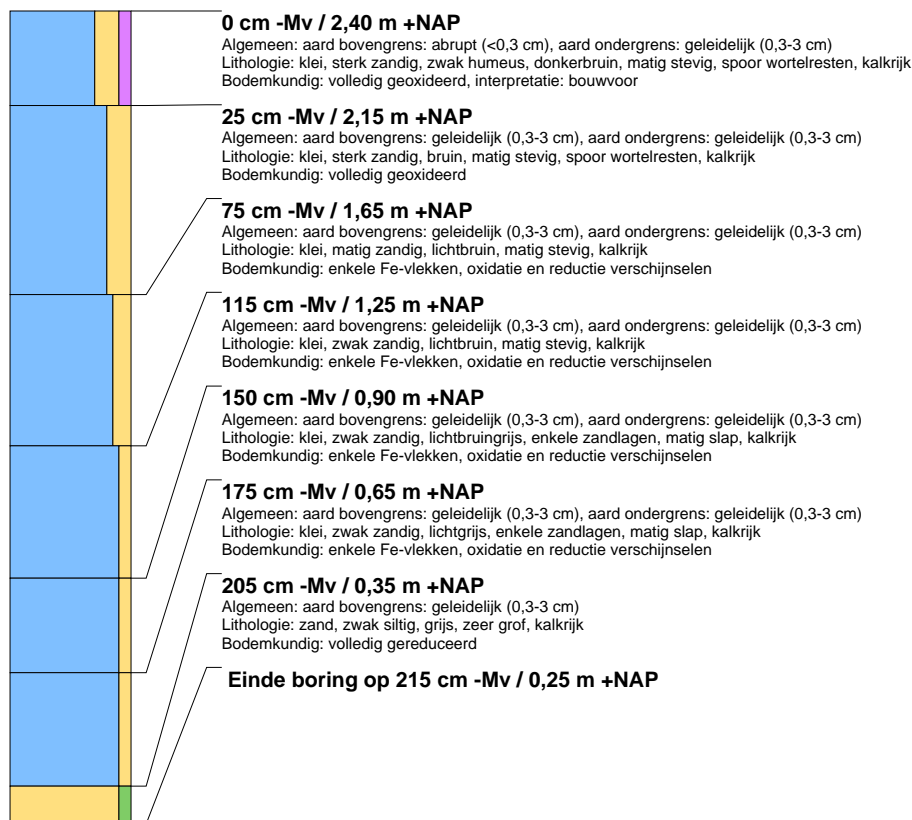 0 cm -Mv / 2,40 m +NAP
Algemeen: aard bovengrens: abrupt (<0,3 cm), aard ondergrens: geleidelijk (0,3-3 cm)
Lithologie: klei, sterk zandig, zwak humeus, donkerbruin, matig stevig, spoor wortelresten, kalkrijk
Bodemkundig: volledig geoxideerd, interpretatie: bouwvoor
25 cm -Mv / 2,15 m +NAP
Algemeen: aard bovengrens: geleidelijk (0,3-3 cm), aard ondergrens: geleidelijk (0,3-3 cm)
Lithologie: klei, sterk zandig, bruin, matig stevig, spoor wortelresten, kalkrijk
Bodemkundig: volledig geoxideerd
75 cm -Mv / 1,65 m +NAP
Algemeen: aard bovengrens: geleidelijk (0,3-3 cm), aard ondergrens: geleidelijk (0,3-3 cm)
Lithologie: klei, matig zandig, lichtbruin, matig stevig, kalkrijk
Bodemkundig: enkele Fe-vlekken, oxidatie en reductie verschijnselen
115 cm -Mv / 1,25 m +NAP
Algemeen: aard bovengrens: geleidelijk (0,3-3 cm), aard ondergrens: geleidelijk (0,3-3 cm)
Lithologie: klei, zwak zandig, lichtbruin, matig stevig, kalkrijk
Bodemkundig: enkele Fe-vlekken, oxidatie en reductie verschijnselen
150 cm -Mv / 0,90 m +NAP
Algemeen: aard bovengrens: geleidelijk (0,3-3 cm), aard ondergrens: geleidelijk (0,3-3 cm)
Lithologie: klei, zwak zandig, lichtbruingrijs, enkele zandlagen, matig slap, kalkrijk
Bodemkundig: enkele Fe-vlekken, oxidatie en reductie verschijnselen
175 cm -Mv / 0,65 m +NAP
Algemeen: aard bovengrens: geleidelijk (0,3-3 cm), aard ondergrens: geleidelijk (0,3-3 cm)
Lithologie: klei, zwak zandig, lichtgrijs, enkele zandlagen, matig slap, kalkrijk
Bodemkundig: enkele Fe-vlekken, oxidatie en reductie verschijnselen
205 cm -Mv / 0,35 m +NAP
Algemeen: aard bovengrens: geleidelijk (0,3-3 cm)
Lithologie: zand, zwak siltig, grijs, zeer grof, kalkrijk
Bodemkundig: volledig gereduceerd
Einde boring op 215 cm -Mv / 0,25 m +NAP